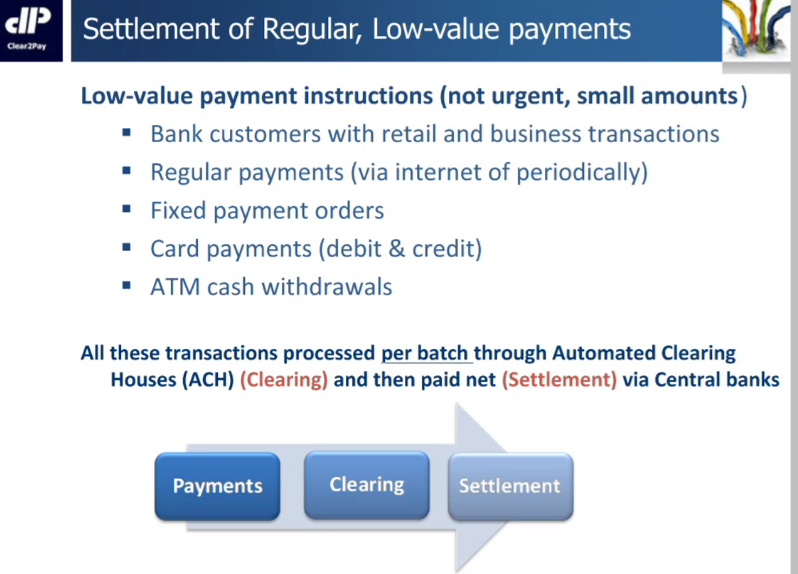 Clear2Pay
Settlement of Regular, Low-value payments
Low-value payment instructions (not urgent, small amounts)
▪ Bank customers with retail and business transactions
▪ Regular payments (via internet of periodically)
▪ Fixed payment orders
▪ Card payments (debit & credit)
▪ ATM cash withdrawals
All these transactions processed per batch through Automated Clearing
Houses (ACH) (Clearing) and then paid net (Settlement) via Central banks
Payments
Clearing
Settlement